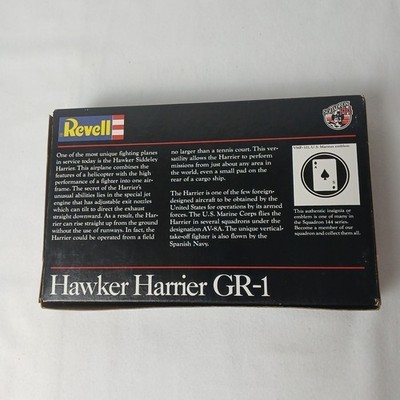 Revell
One of the most unique fighting planes
in service today is the Hawker Siddeley
Harrier. This airplane combines the
features of a helicopter with the high
performance of a fighter into one air-
frame. The secret of the Harrier's
unusual abilities lies in the special jet
engine that has adjustable exit nozzles
which can tilt to direct the exhaust
straight downward. As a result, the Har-
rier can rise straight up from the ground
without the use of runways. In fact, the
Harrier could be operated from a field
no larger than a tennis court. This ver-
satility allows the Harrier to perform
missions from just about any area in
the world, even a small pad on the
rear of a cargo ship.
The Harrier is one of the few foreign-
designed aircraft to be obtained by the
United States for operations by its armed
forces. The U.S. Marine Corps flies the
Harrier in several squadrons under the
designation AV-8A. The unique vertical-
take-off fighter is also flown by the
Spanish Navy.
U.S. Marines emblem
A
This authentic insignia or
emblem is one of many in
the Squadron 144 series.
Become a member of our
squadron and collect them all.
Hawker Harrier GR-1